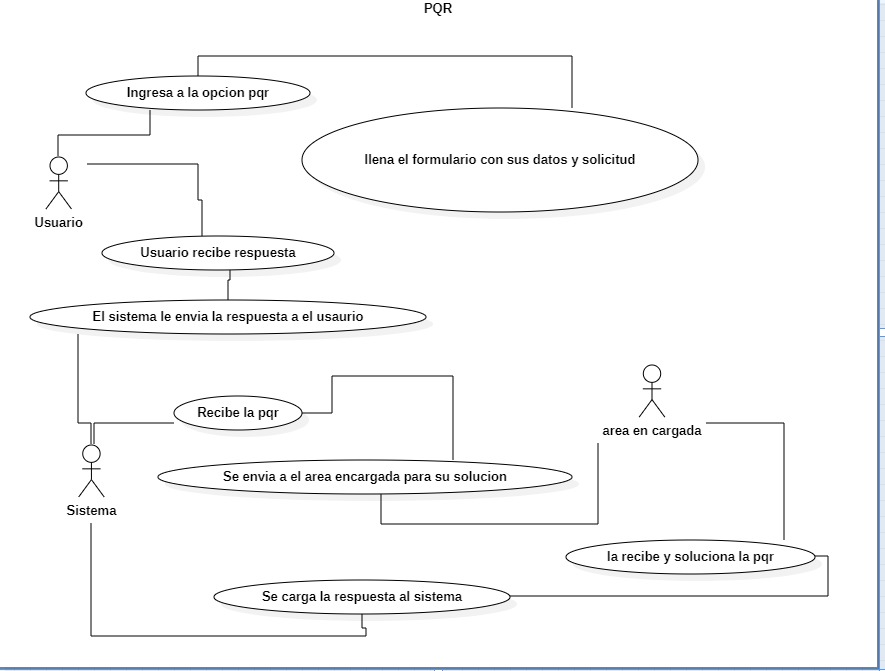 PQR
Ingresa a la opcion pqr
llena el formulario con sus datos y solicitud
Usuario
Usuario recibe respuesta
El sistema le envia la respuesta a el usaurio
Recibe la pqr
area en cargada
Se envia a el area encargada para su solucion
Sistema
la recibe y soluciona la pqr
Se carga la respuesta al sistema